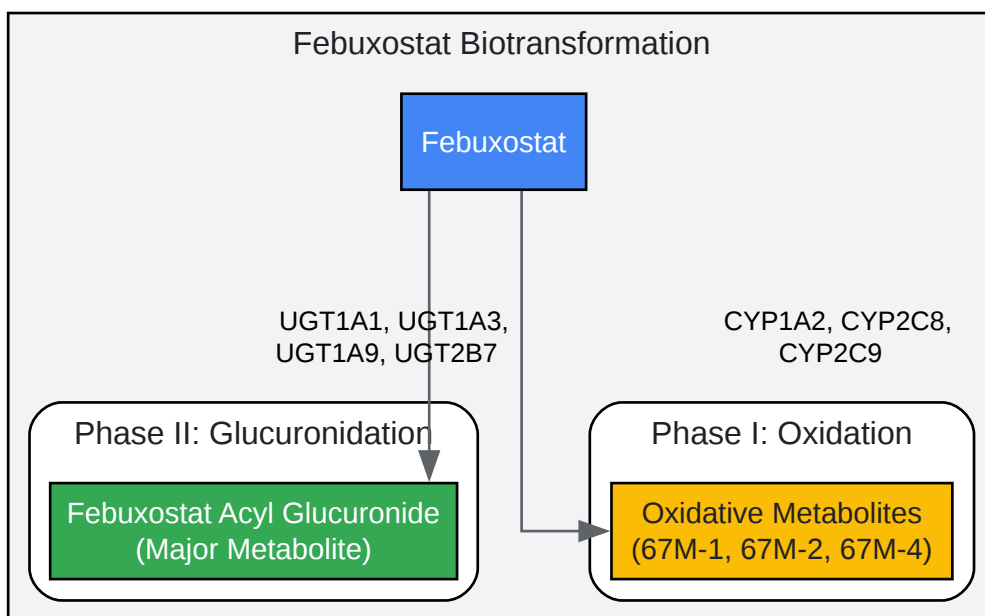 Febuxostat Biotransformation
Febuxostat
UGT1A1, UGT1A3,
UGT1A9, UGT2B7
CYP1A2, CYP2C8,
CYP2C9
Phase II: Glucuronidation
Febuxostat Acyl Glucuronide
(Major Metabolite)
Phase I: Oxidation
Oxidative Metabolites
(67M-1, 67M-2, 67M-4)